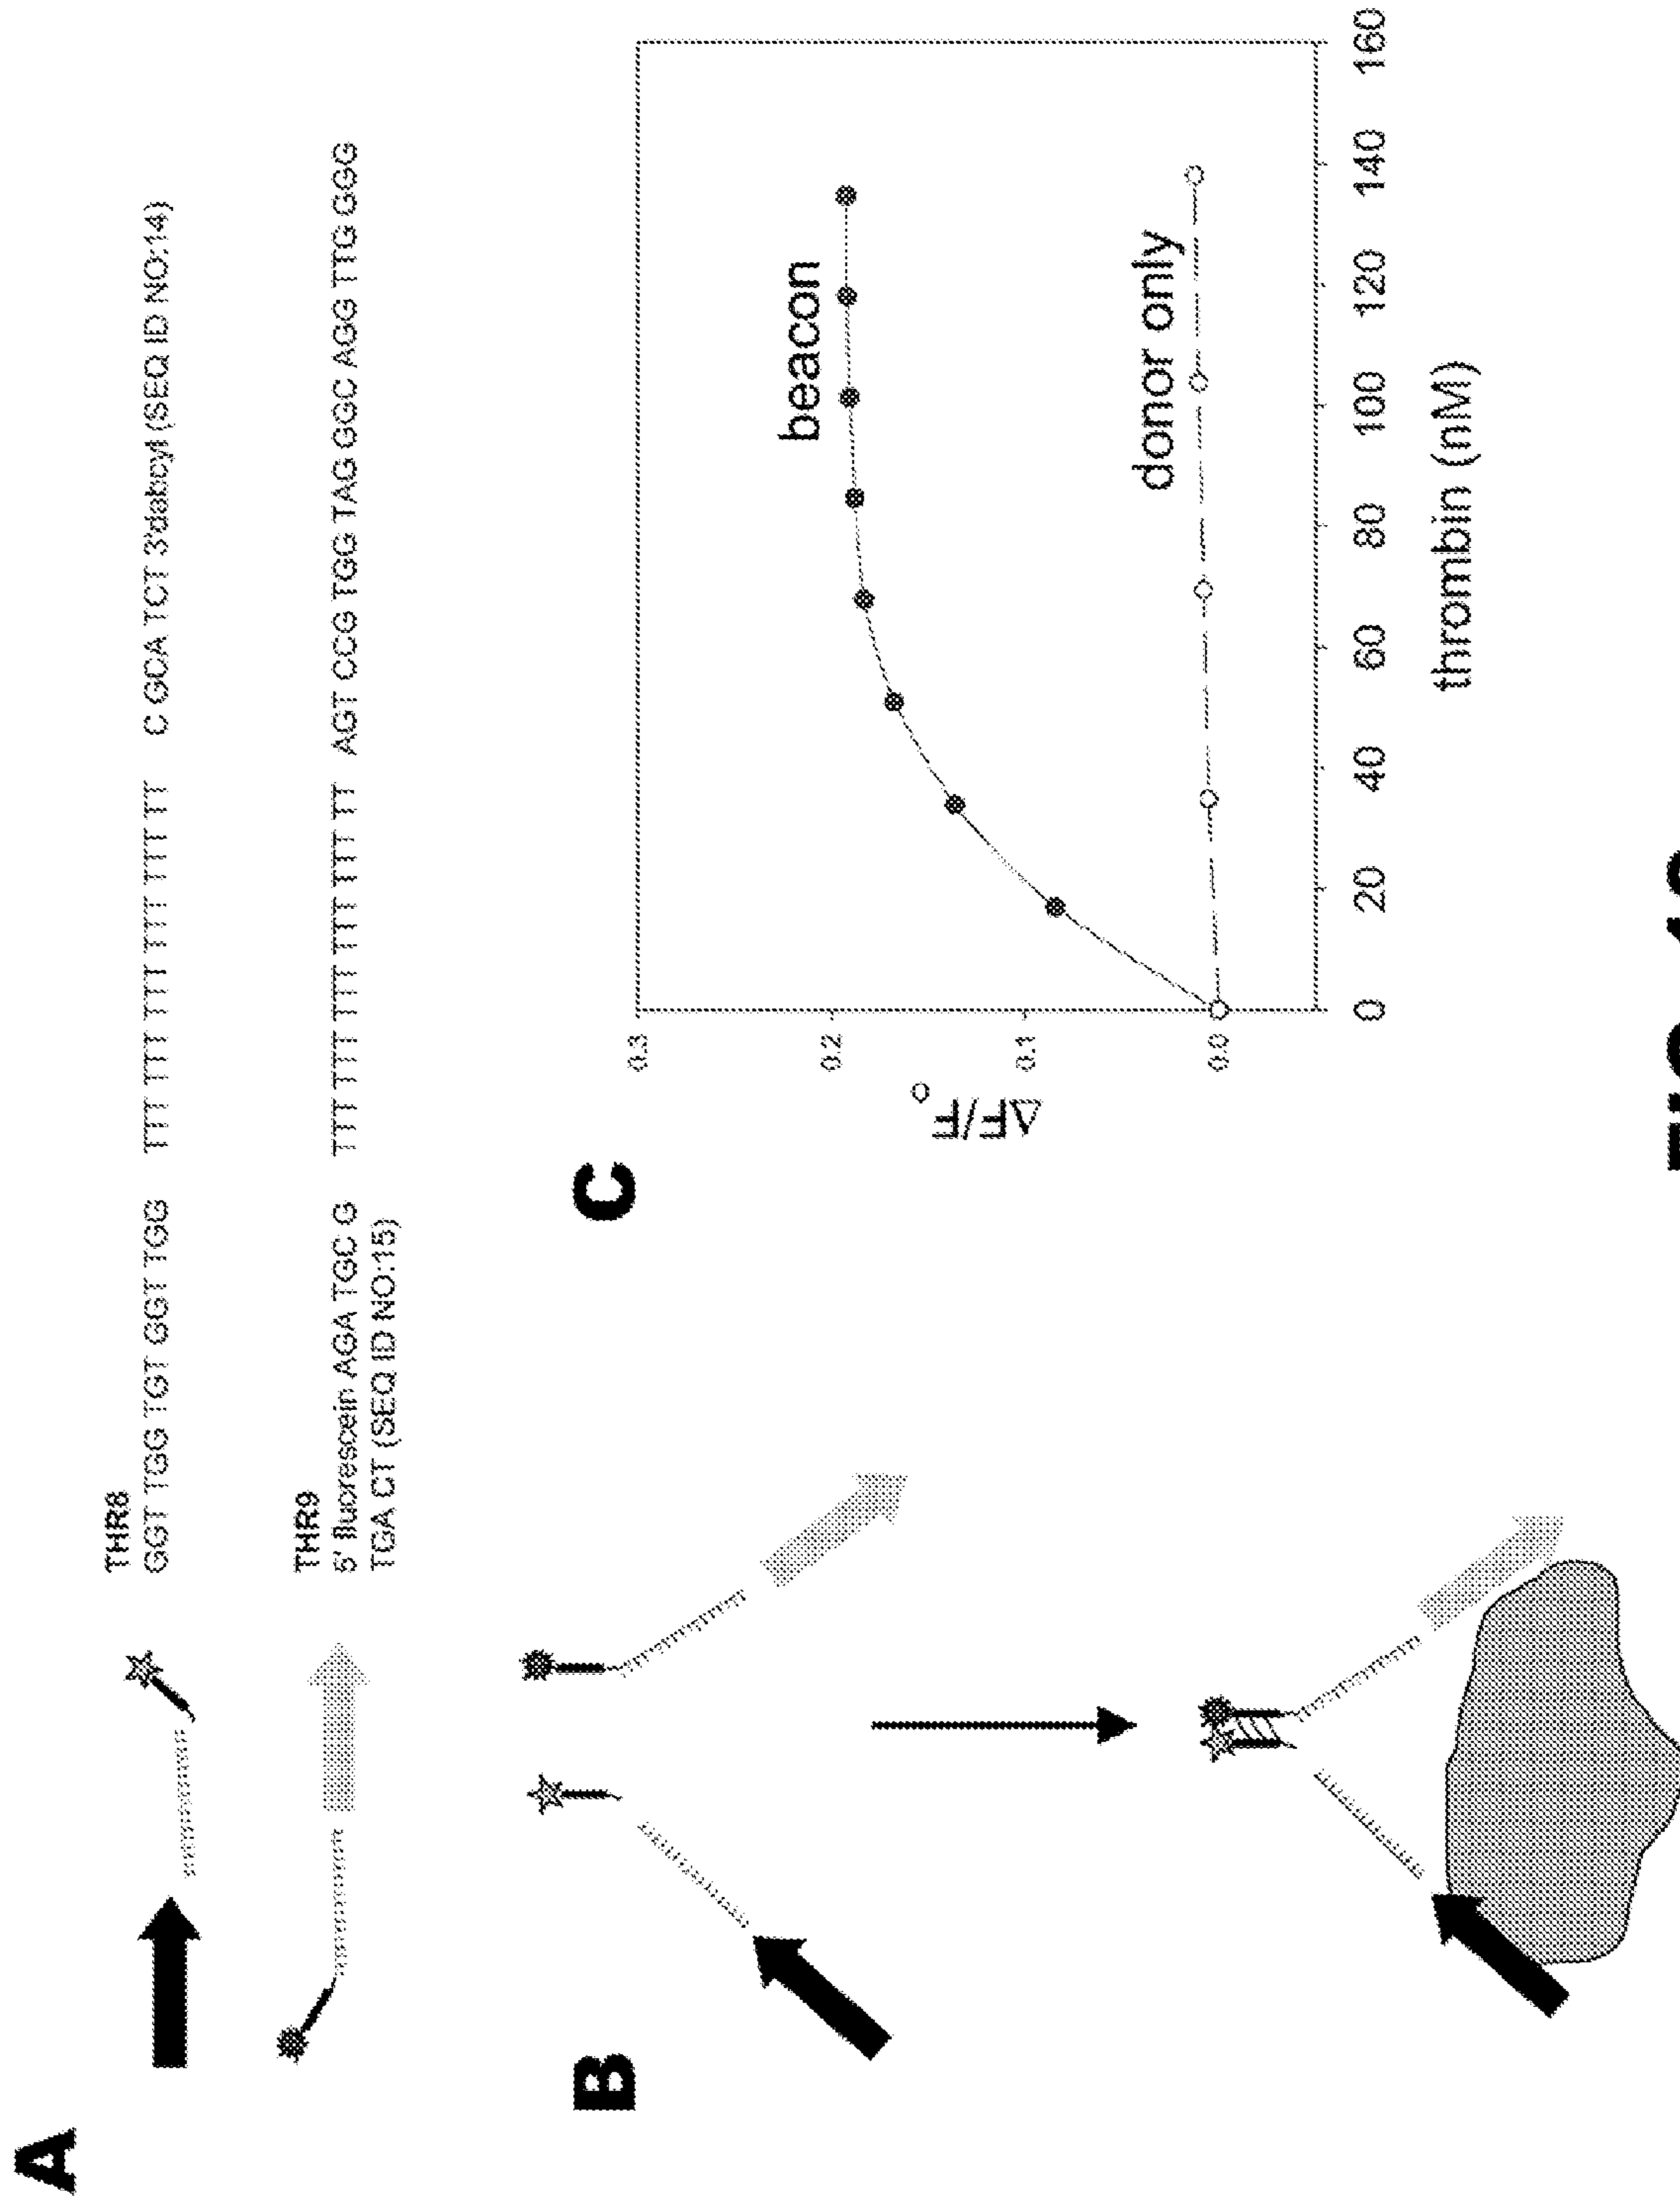 A
THR8
GGT TGG TGT GGT TGG TTT TTT TTT TTT TTT TTT TT C GCA TCT 3'dabcyl (SEQ ID NO:14)
THR9
5' fluorescein AGA TGC G TTT TTT TTT TTT TTT TTT TT AGT CCG TGG TAG GGC AGG TTG GGG
TGA CT (SEQ ID NO:15)
B
C
0.3
0.2
0.1
0.0
ΔF/Fo
beacon
donor only
0 20 40 60 80 100 120 140 160
thrombin (nM)